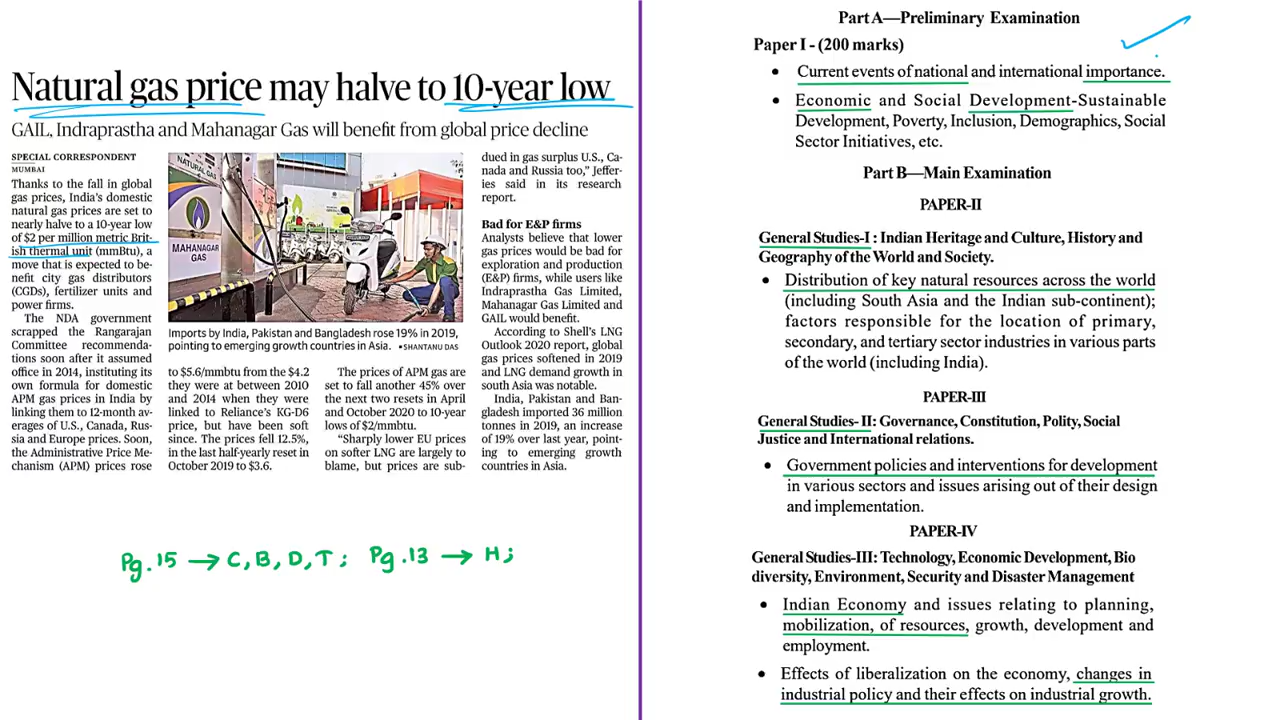 Natural gas price may halve to 10-year low
GAIL, Indraprastha and Mahanagar Gas will benefit from global price decline
SPECIAL CORRESPONDENT
MUMBAI
Thanks to the fall in global
gas prices, India's domestic
natural gas prices are set to
nearly halve to a 10-year low
of $2 per million metric Brit-
ish thermal unit (mmBtu), a
move that is expected to be-
nefit city gas distributors
(CGDs), fertilizer units and
power firms.
The NDA government
scrapped the Rangarajan
Committee recommenda-
tions soon after it assumed
office in 2014, instituting its
own formula for domestic
APM gas prices in India by
linking them to 12-month av-
erages of U.S., Canada, Rus-
sia and Europe prices. Soon,
the Administrative Price Me-
chanism (APM) prices rose
NATURAL GAS
MAHANAGAR
GAS
Imports by India, Pakistan and Bangladesh rose 19% in 2019,
pointing to emerging growth countries in Asia. •SHANTANU DAS
to $5.6/mmbtu from the $4.2
they were at between 2010
and 2014 when they were
linked to Reliance's KG-D6
price, but have been soft
since. The prices fell 12.5%,
in the last half-yearly reset in
October 2019 to $3.6.
The prices of APM gas are
set to fall another 45% over
the next two resets in April
and October 2020 to 10-year
lows of $2/mmbtu.
“Sharply lower EU prices
on softer LNG are largely to
blame, but prices are sub-
dued in gas surplus U.S., Ca-
nada and Russia too,” Jeffer-
ies said in its research
report.
Bad for E&P firms
Analysts believe that lower
gas prices would be bad for
exploration and production
(E&P) firms, while users like
Indraprastha Gas Limited,
Mahanagar Gas Limited and
GAIL would benefit.
According to Shell's LNG
Outlook 2020 report, global
gas prices softened in 2019
and LNG demand growth in
south Asia was notable.
India, Pakistan and Ban-
gladesh imported 36 million
tonnes in 2019, an increase
of 19% over last year, point-
ing to emerging growth
countries in Asia.
Pg.15 → C, B, D, T; Pg.13 → H;
Part A—Preliminary Examination
Paper I - (200 marks)
• Current events of national and international importance.
• Economic and Social Development-Sustainable
Development, Poverty, Inclusion, Demographics, Social
Sector Initiatives, etc.
Part B—Main Examination
PAPER-II
General Studies-I : Indian Heritage and Culture, History and
Geography of the World and Society.
• Distribution of key natural resources across the world
(including South Asia and the Indian sub-continent);
factors responsible for the location of primary,
secondary, and tertiary sector industries in various parts
of the world (including India).
PAPER-III
General Studies- II: Governance, Constitution, Polity, Social
Justice and International relations.
• Government policies and interventions for development
in various sectors and issues arising out of their design
and implementation.
PAPER-IV
General Studies-III: Technology, Economic Development, Bio
diversity, Environment, Security and Disaster Management
• Indian Economy and issues relating to planning,
mobilization, of resources, growth, development and
employment.
• Effects of liberalization on the economy, changes in
industrial policy and their effects on industrial growth.